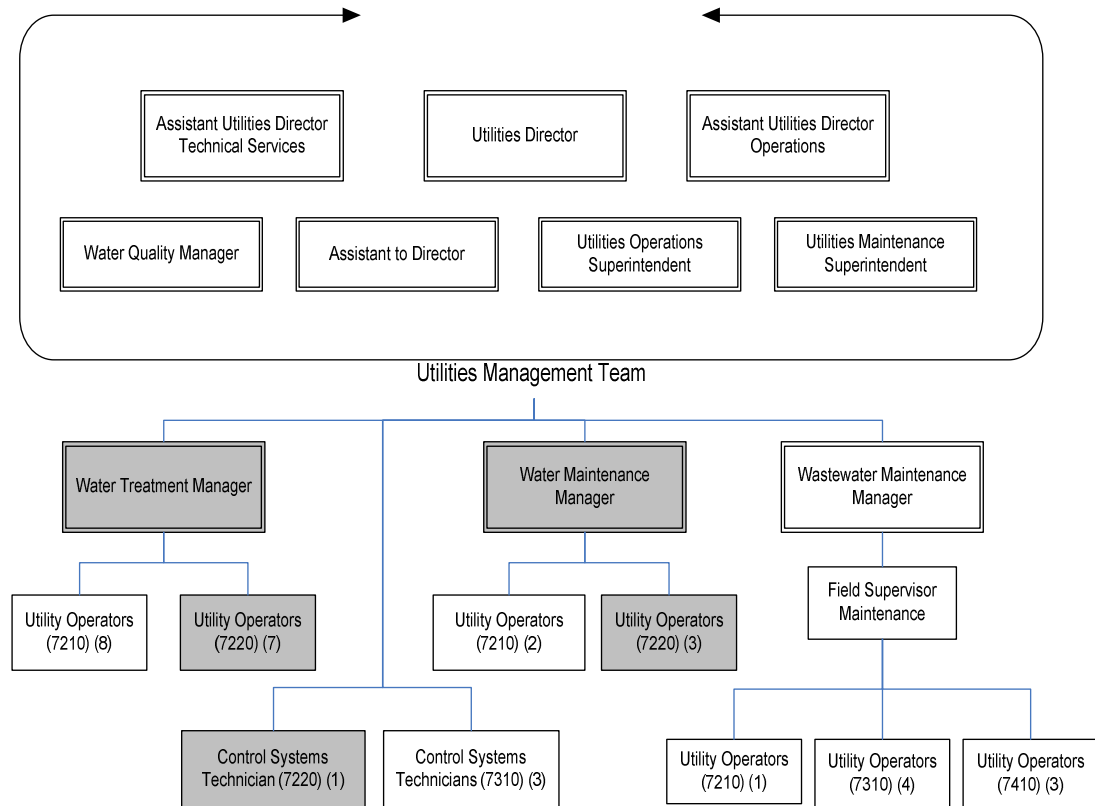 Assistant Utilities Director
Technical Services
Utilities Director
Assistant Utilities Director
Operations
Water Quality Manager
Assistant to Director
Utilities Operations
Superintendent
Utilities Maintenance
Superintendent
Utilities Management Team
Water Treatment Manager
Water Maintenance
Manager
Wastewater Maintenance
Manager
Utility Operators
(7210) (8)
Utility Operators
(7220) (7)
Utility Operators
(7210) (2)
Utility Operators
(7220) (3)
Field Supervisor
Maintenance
Control Systems
Technician (7220) (1)
Control Systems
Technicians (7310) (3)
Utility Operators
(7210) (1)
Utility Operators
(7310) (4)
Utility Operators
(7410) (3)